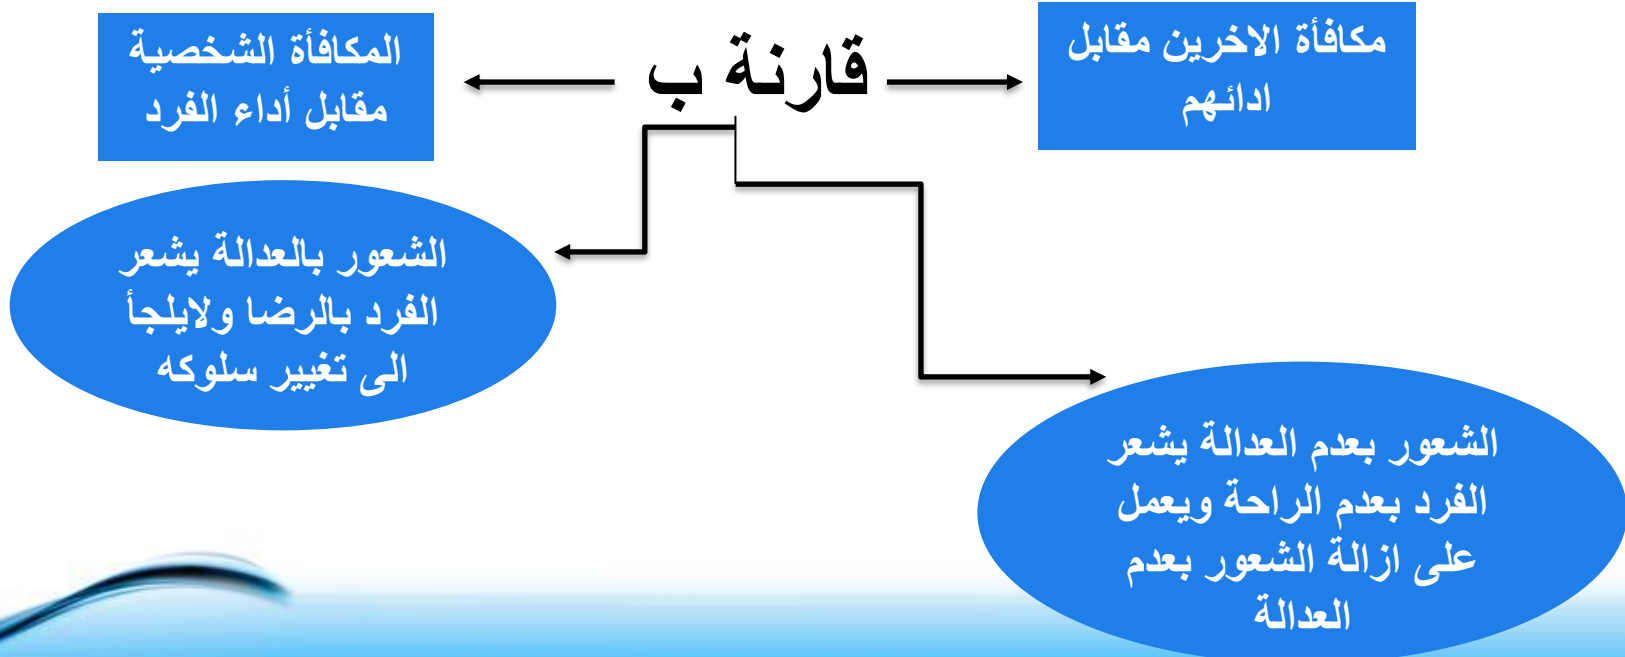 مكافأة الاخرين مقابل
ادائهم
قارنة ب
المكافأة الشخصية
مقابل أداء الفرد
الشعور بالعدالة يشعر
الفرد بالرضا ولايلجأ
الى تغيير سلوكه
الشعور بعدم العدالة يشعر
الفرد بعدم الراحة ويعمل
على ازالة الشعور بعدم
العدالة